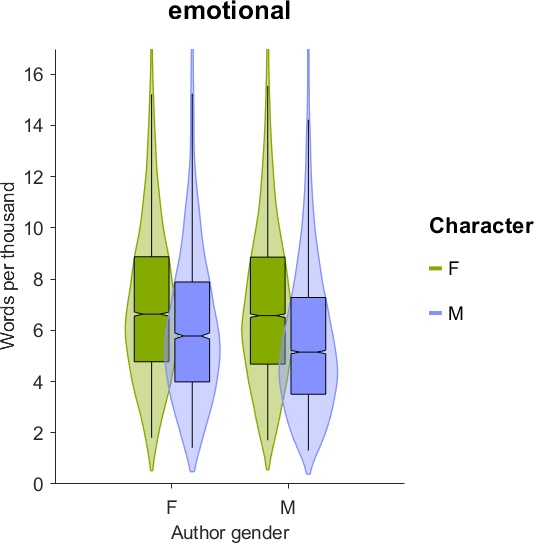 emotional
Words per thousand
16
14
12
10
8
6
4
2
0
F M
Author gender
Character
F
M